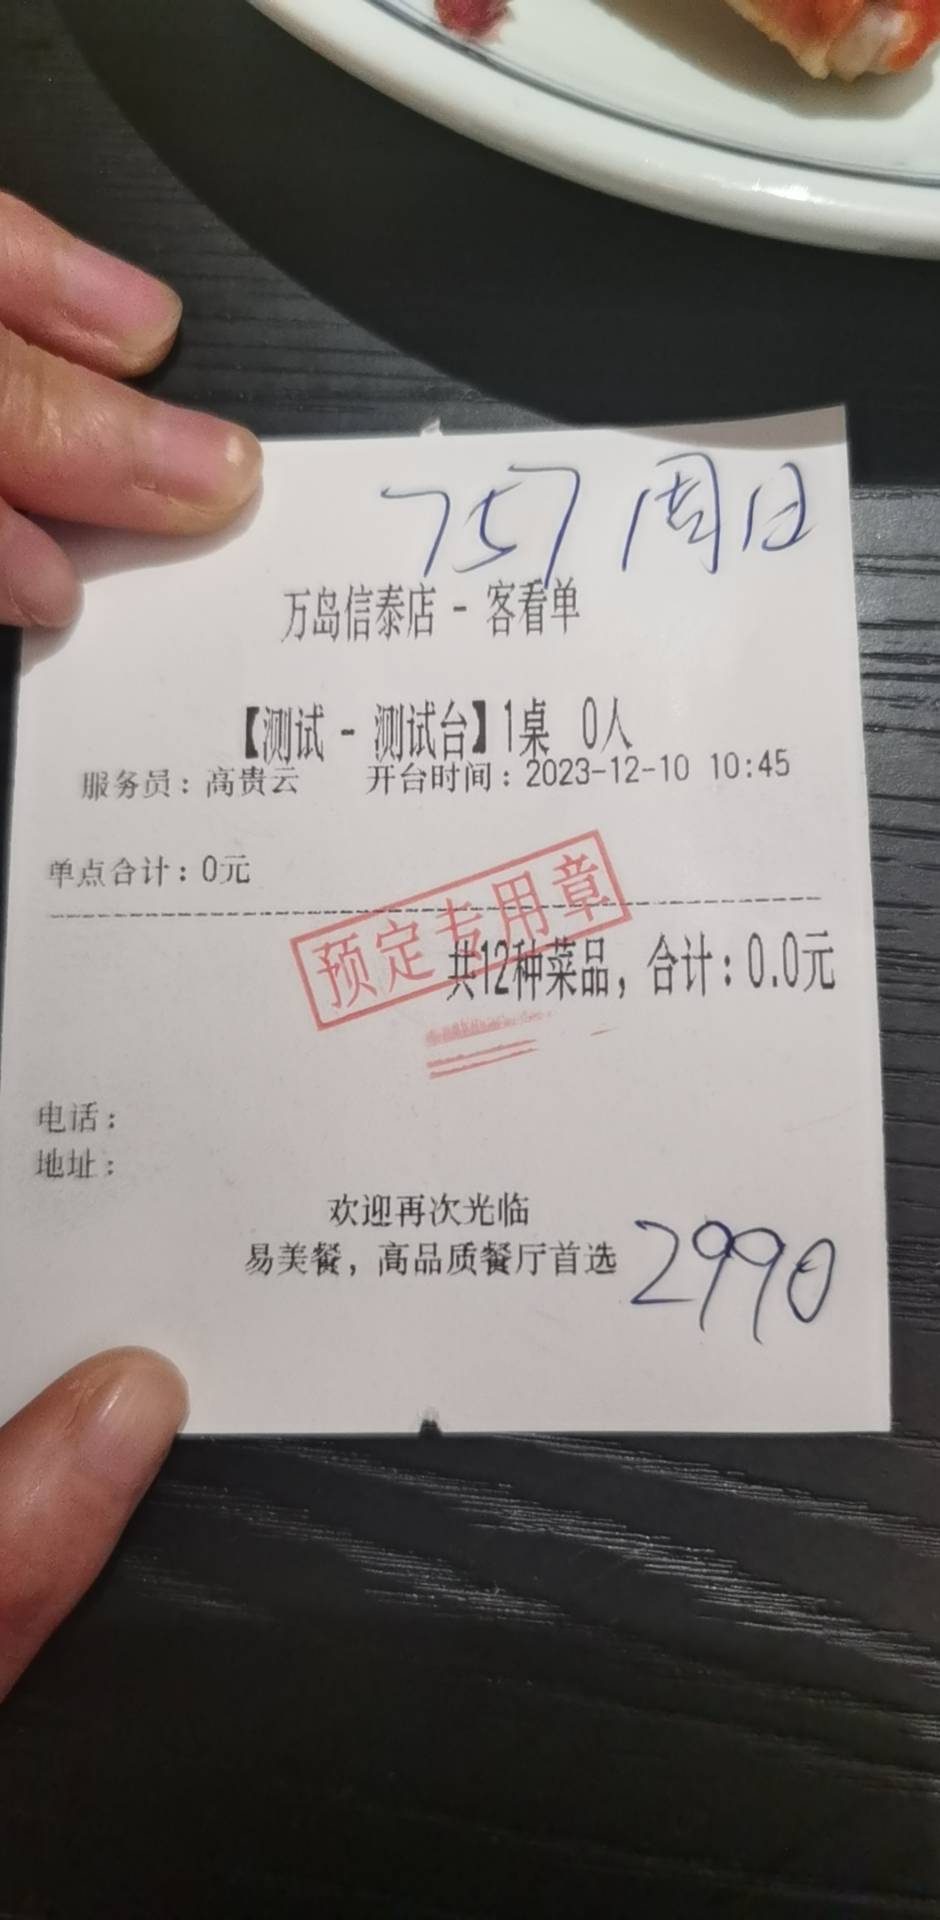 757 周日
万岛信泰店 - 客看单
【测试 - 测试台】1桌 0人
服务员：高贵云 开台时间：2023-12-10 10:45
单点合计：0元
预定专用章
共12种菜品，合计：0.0元
电话：
地址：
欢迎再次光临
易美餐，高品质餐厅首选
2990